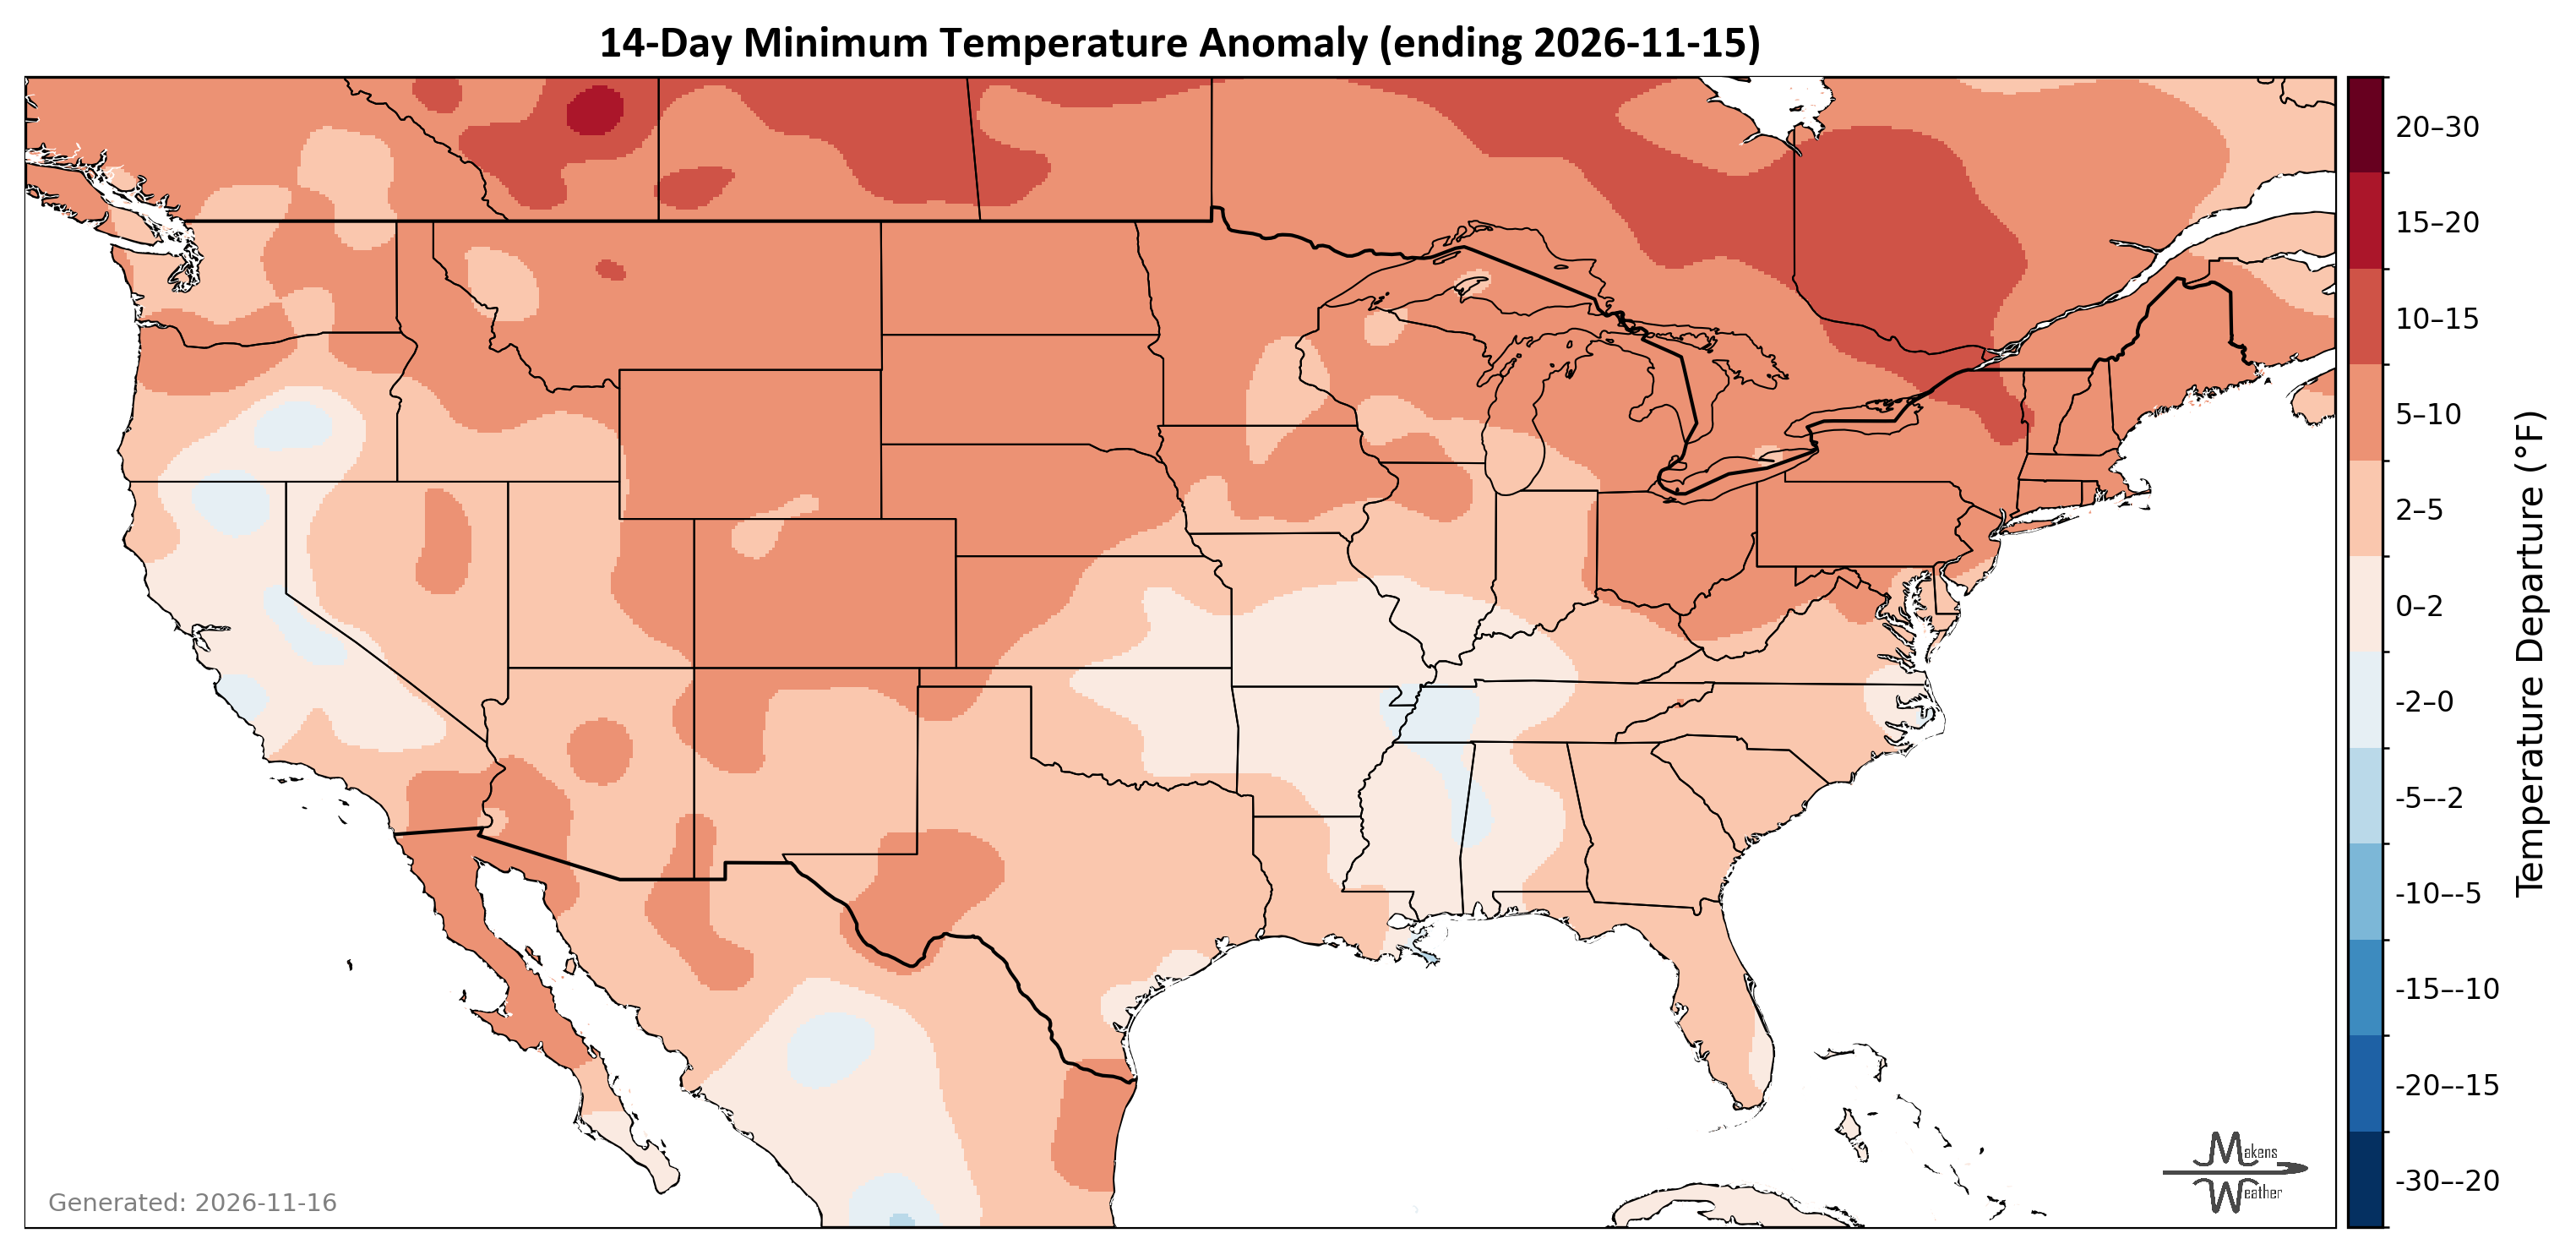 14-Day Minimum Temperature Anomaly (ending 2026-11-15)
20–30
15–20
10–15
5–10
2–5
0–2
-2–0
-5–-2
-10–-5
-15–-10
-20–-15
-30–-20
Temperature Departure (°F)
Makens
Weather
Generated: 2026-11-16